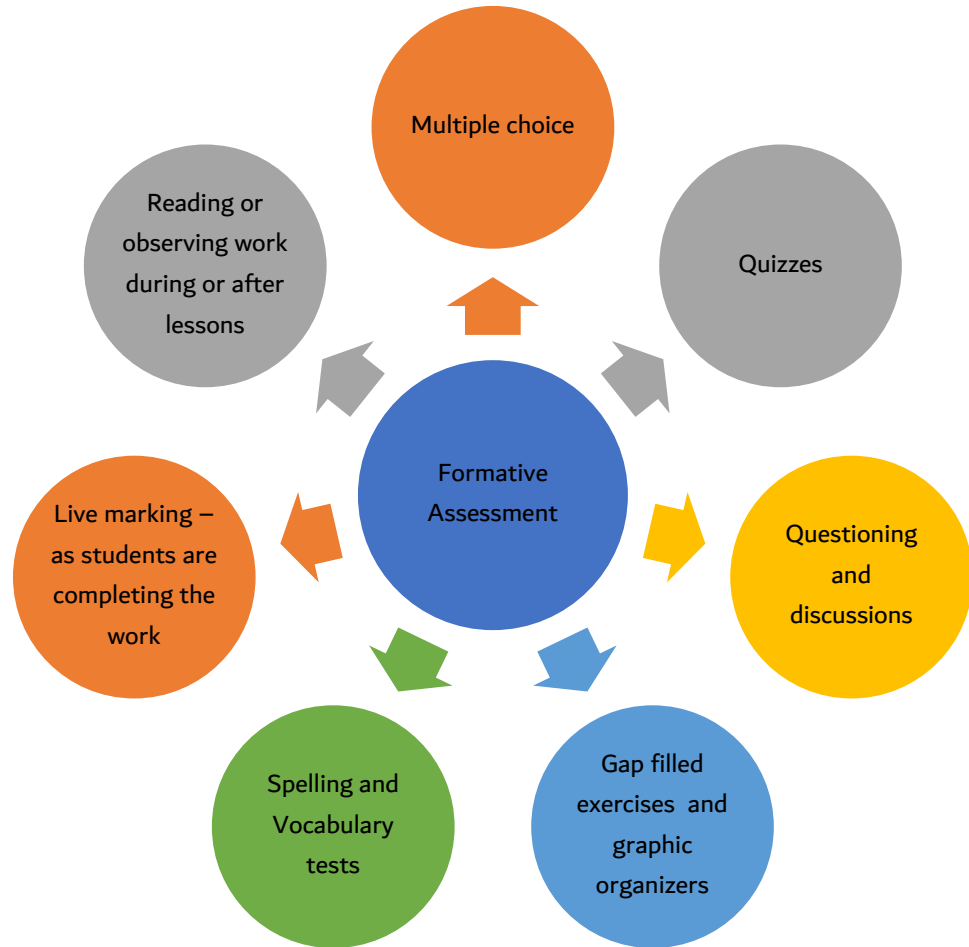 Multiple choice
Quizzes
Questioning
and
discussions
Gap filled
exercises  and
graphic
organizers
Spelling and
Vocabulary
tests
Live marking –
as students are
completing the
work
Reading or
observing work
during or after
lessons
Formative
Assessment